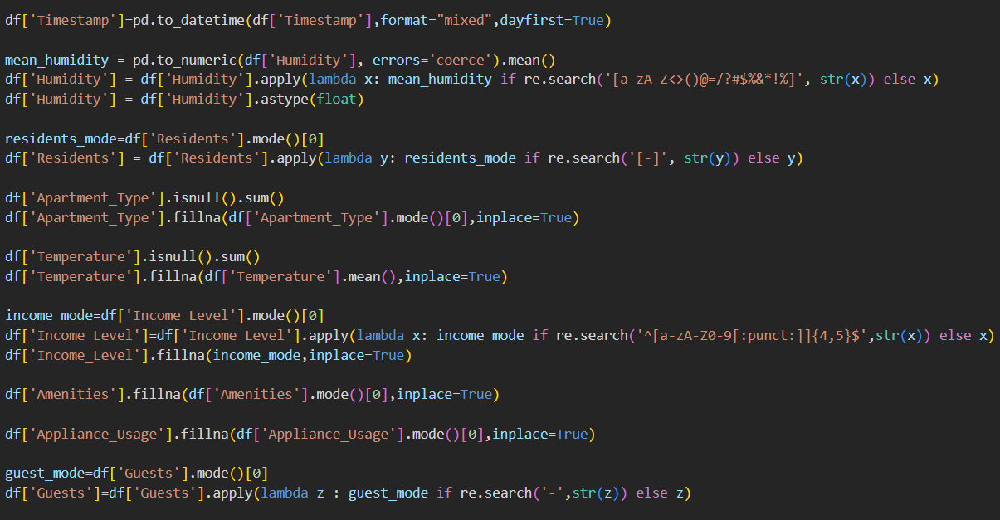 df['Timestamp']=pd.to_datetime(df['Timestamp'],format="mixed",dayfirst=True)
mean_humidity = pd.to_numeric(df['Humidity'], errors='coerce').mean()
df['Humidity'] = df['Humidity'].apply(lambda x: mean_humidity if re.search('[a-zA-Z<>()@=/?#$%&*!%]', str(x)) else x)
df['Humidity'] = df['Humidity'].astype(float)
residents_mode=df['Residents'].mode()[0]
df['Residents'] = df['Residents'].apply(lambda y: residents_mode if re.search('[-]', str(y)) else y)
df['Apartment_Type'].isnull().sum()
df['Apartment_Type'].fillna(df['Apartment_Type'].mode()[0],inplace=True)
df['Temperature'].isnull().sum()
df['Temperature'].fillna(df['Temperature'].mean(),inplace=True)
income_mode=df['Income_Level'].mode()[0]
df['Income_Level']=df['Income_Level'].apply(lambda x: income_mode if re.search('^[a-zA-Z0-9[:punct:]]{4,5}$',str(x)) else x)
df['Income_Level'].fillna(income_mode,inplace=True)
df['Amenities'].fillna(df['Amenities'].mode()[0],inplace=True)
df['Appliance_Usage'].fillna(df['Appliance_Usage'].mode()[0],inplace=True)
guest_mode=df['Guests'].mode()[0]
df['Guests']=df['Guests'].apply(lambda z : guest_mode if re.search('-',str(z)) else z)